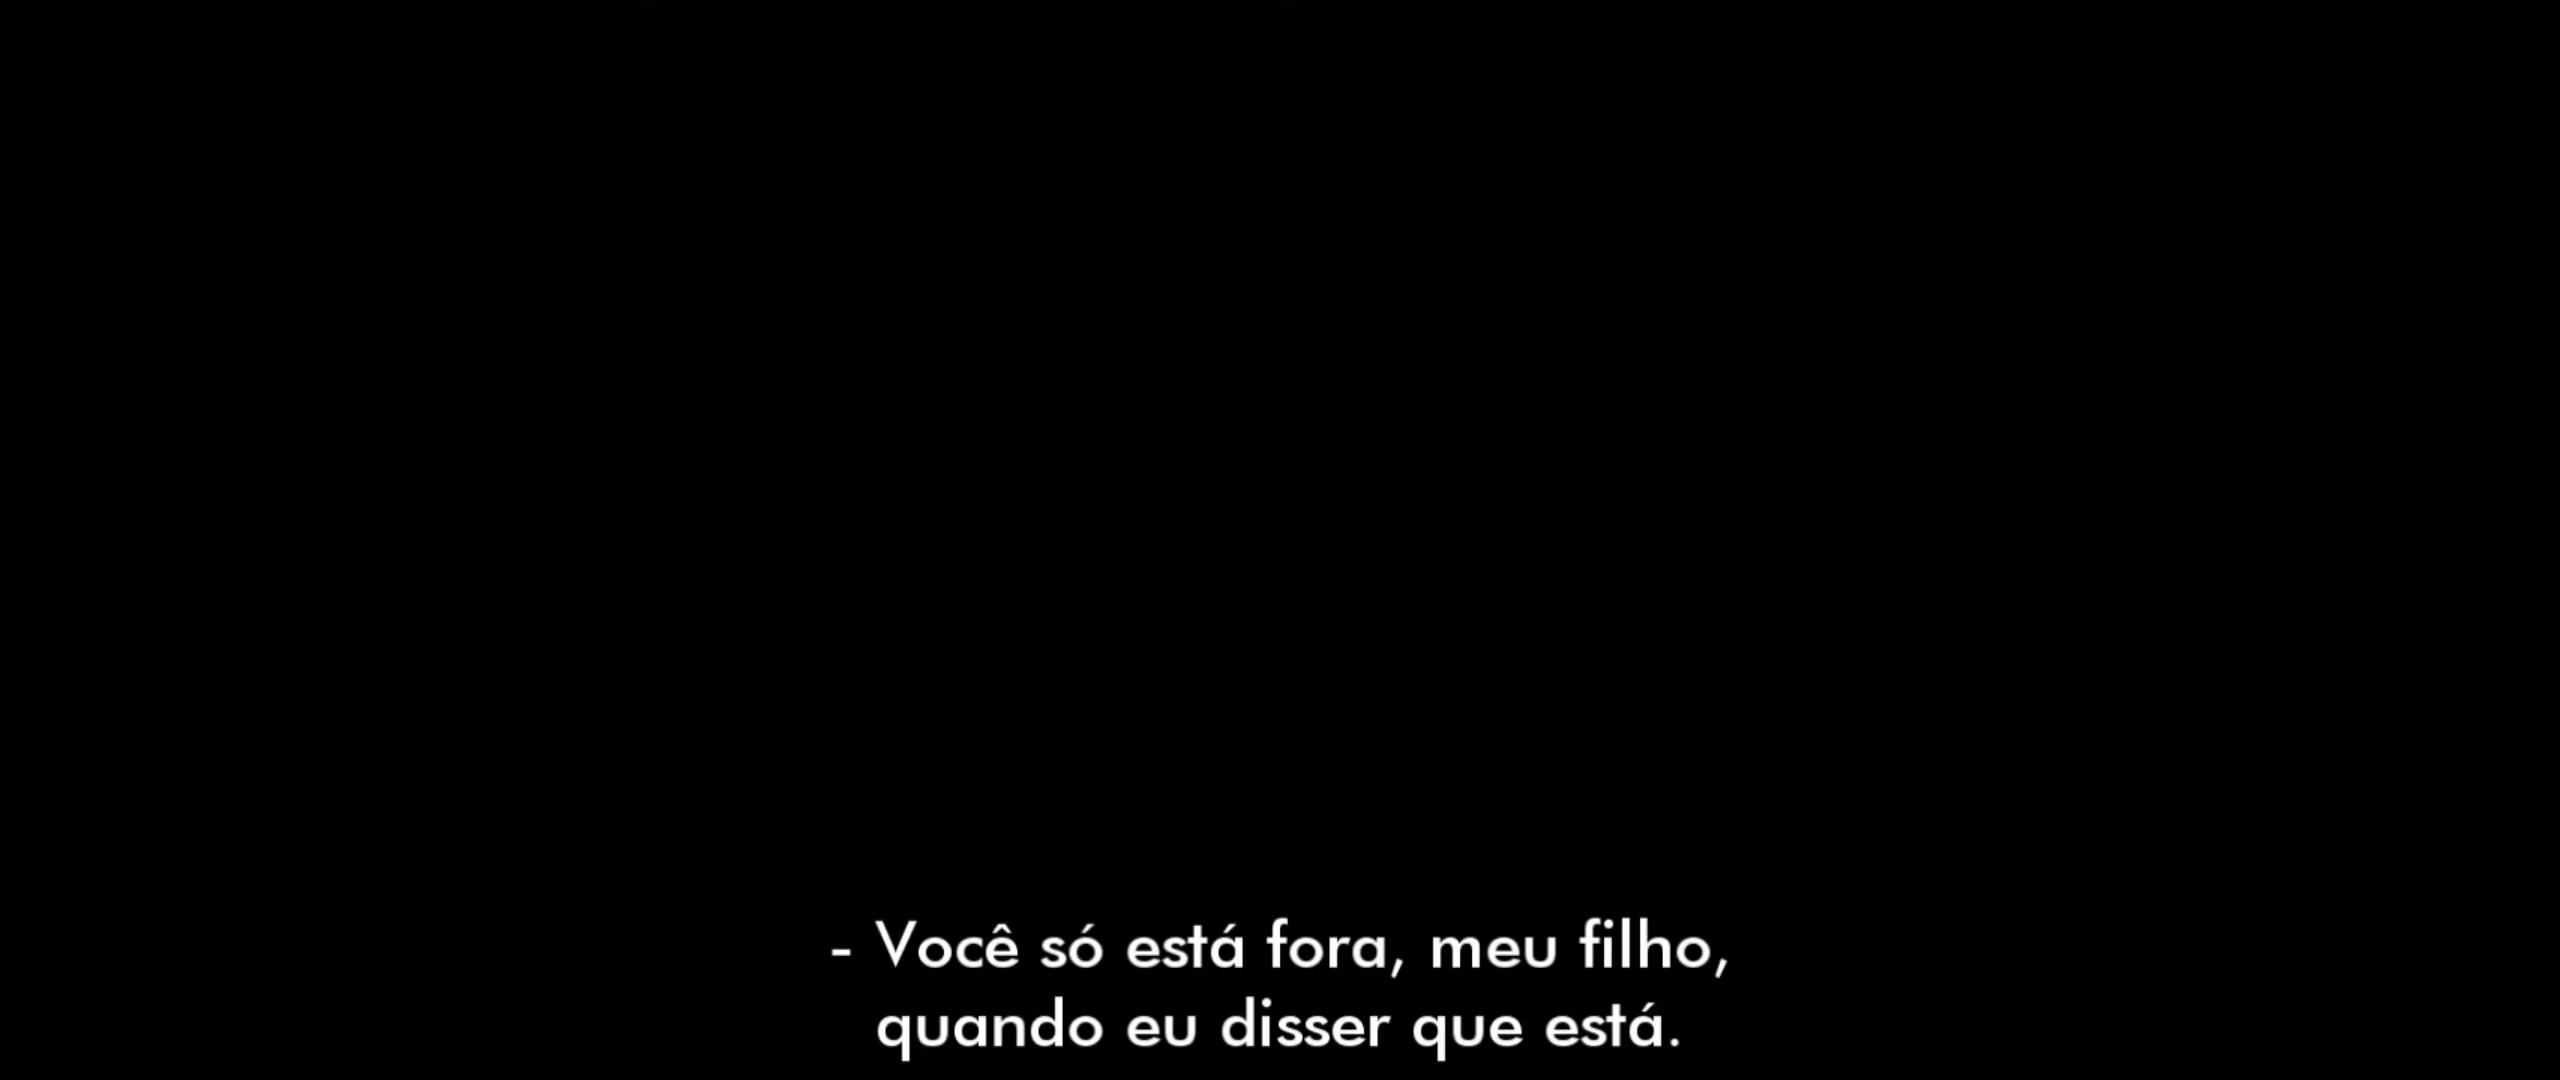 - Você só está fora, meu filho,
quando eu disser que está.